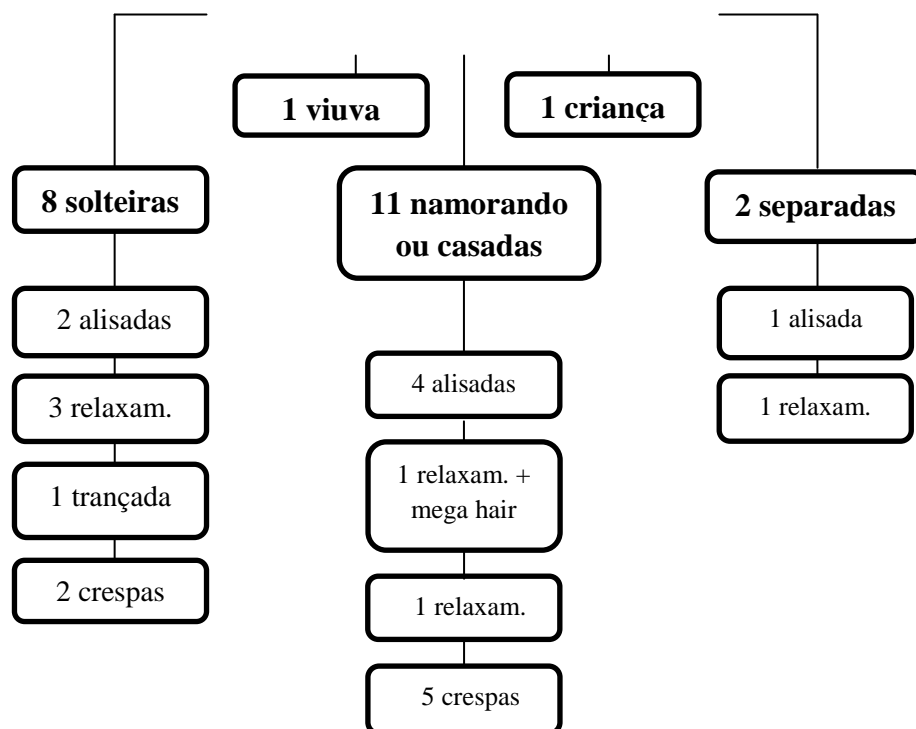 1 viuva
1 criança
8 solteiras
2 alisadas
3 relaxam.
1 trançada
2 crespas
11 namorando
ou casadas
4 alisadas
1 relaxam. +
mega hair
1 relaxam.
5 crespas
2 separadas
1 alisada
1 relaxam.